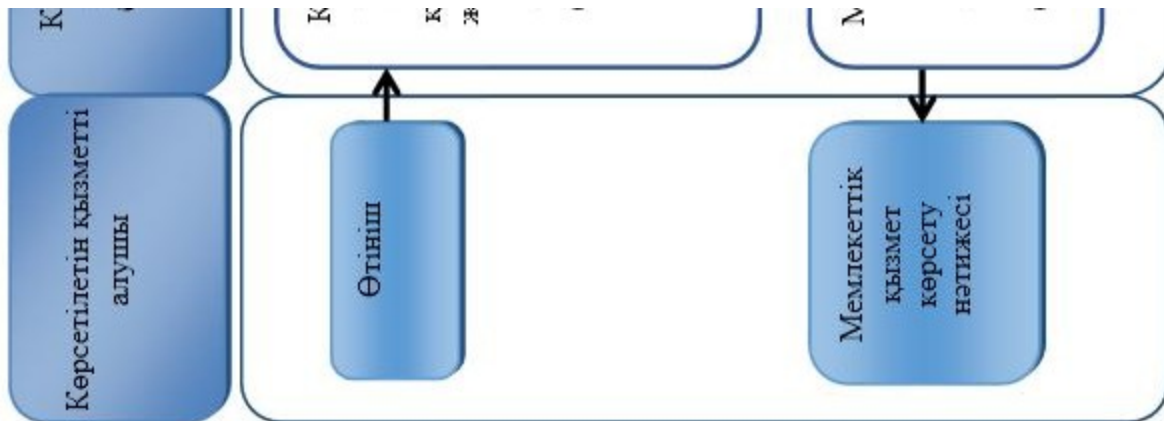 Көрсетілетін қызметті
алушы
Өтініш
Мемлекеттік
қызмет
көрсету
нәтижесі